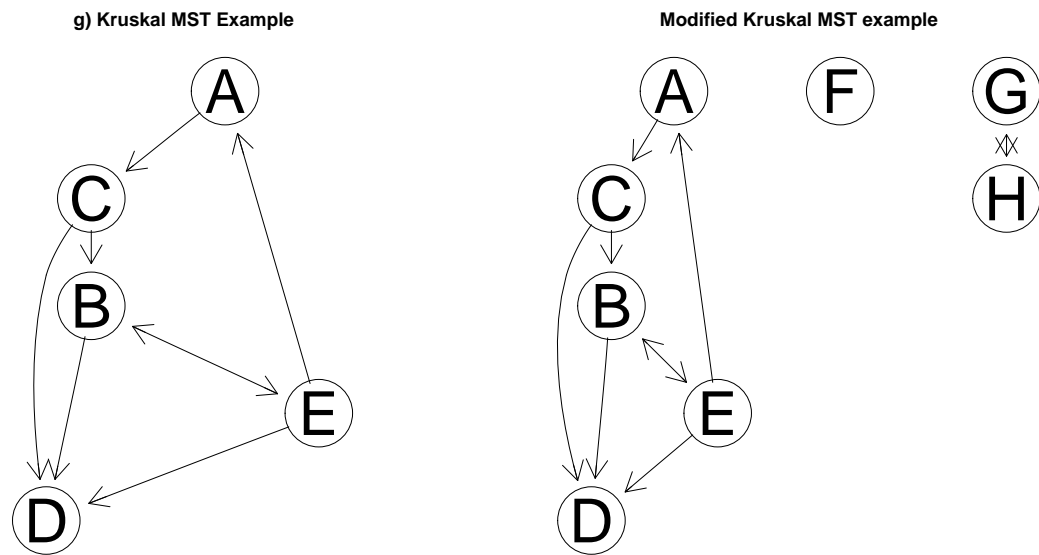 g) Kruskal MST Example
A
C
B
E
D
Modified Kruskal MST example
A F G
C H
B
E
D